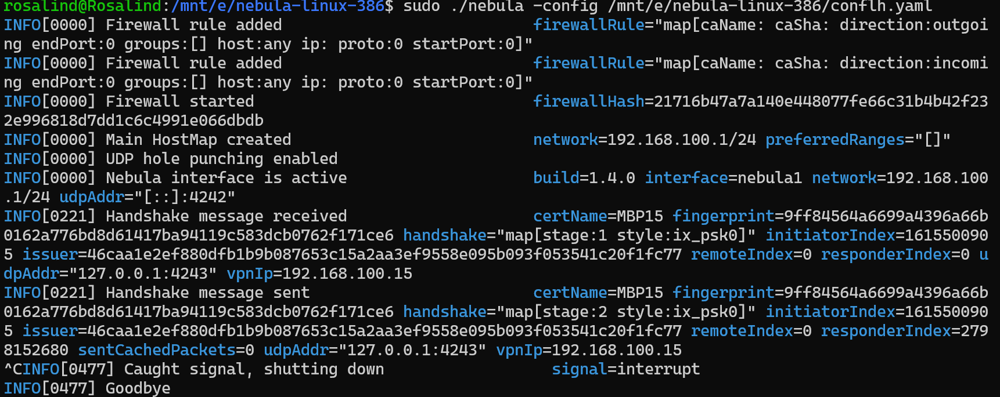 rosalind@Rosalind:/mnt/e/nebula-linux-386$ sudo ./nebula -config /mnt/e/nebula-linux-386/conflh.yaml
INFO[0000] Firewall rule added                           firewallRule="map[caName: caSha: direction:outgoi
ng endPort:0 groups:[] host:any ip: proto:0 startPort:0]"
INFO[0000] Firewall rule added                           firewallRule="map[caName: caSha: direction:incomi
ng endPort:0 groups:[] host:any ip: proto:0 startPort:0]"
INFO[0000] Firewall started                              firewallHash=21716b47a7a140e448077fe66c31b4b42f23
2e996818d7dd1c6c4991e066dbdb
INFO[0000] Main HostMap created                          network=192.168.100.1/24 preferredRanges="[]"
INFO[0000] UDP hole punching enabled
INFO[0000] Nebula interface is active                    build=1.4.0 interface=nebula1 network=192.168.100
.1/24 udpAddr="[::]:4242"
INFO[0221] Handshake message received                    certName=MBP15 fingerprint=9ff84564a6699a4396a66b
0162a776bd8d61417ba94119c583dcb0762f171ce6 handshake="map[stage:1 style:ix_psk0]" initiatorIndex=161550090
5 issuer=46caa1e2ef880dfb1b9b087653c15a2aa3ef9558e095b093f053541c20f1fc77 remoteIndex=0 responderIndex=0 u
dpAddr="127.0.0.1:4243" vpnIp=192.168.100.15
INFO[0221] Handshake message sent                        certName=MBP15 fingerprint=9ff84564a6699a4396a66b
0162a776bd8d61417ba94119c583dcb0762f171ce6 handshake="map[stage:2 style:ix_psk0]" initiatorIndex=161550090
5 issuer=46caa1e2ef880dfb1b9b087653c15a2aa3ef9558e095b093f053541c20f1fc77 remoteIndex=0 responderIndex=279
8152680 sentCachedPackets=0 udpAddr="127.0.0.1:4243" vpnIp=192.168.100.15
^CINFO[0477] Caught signal, shutting down                  signal=interrupt
INFO[0477] Goodbye